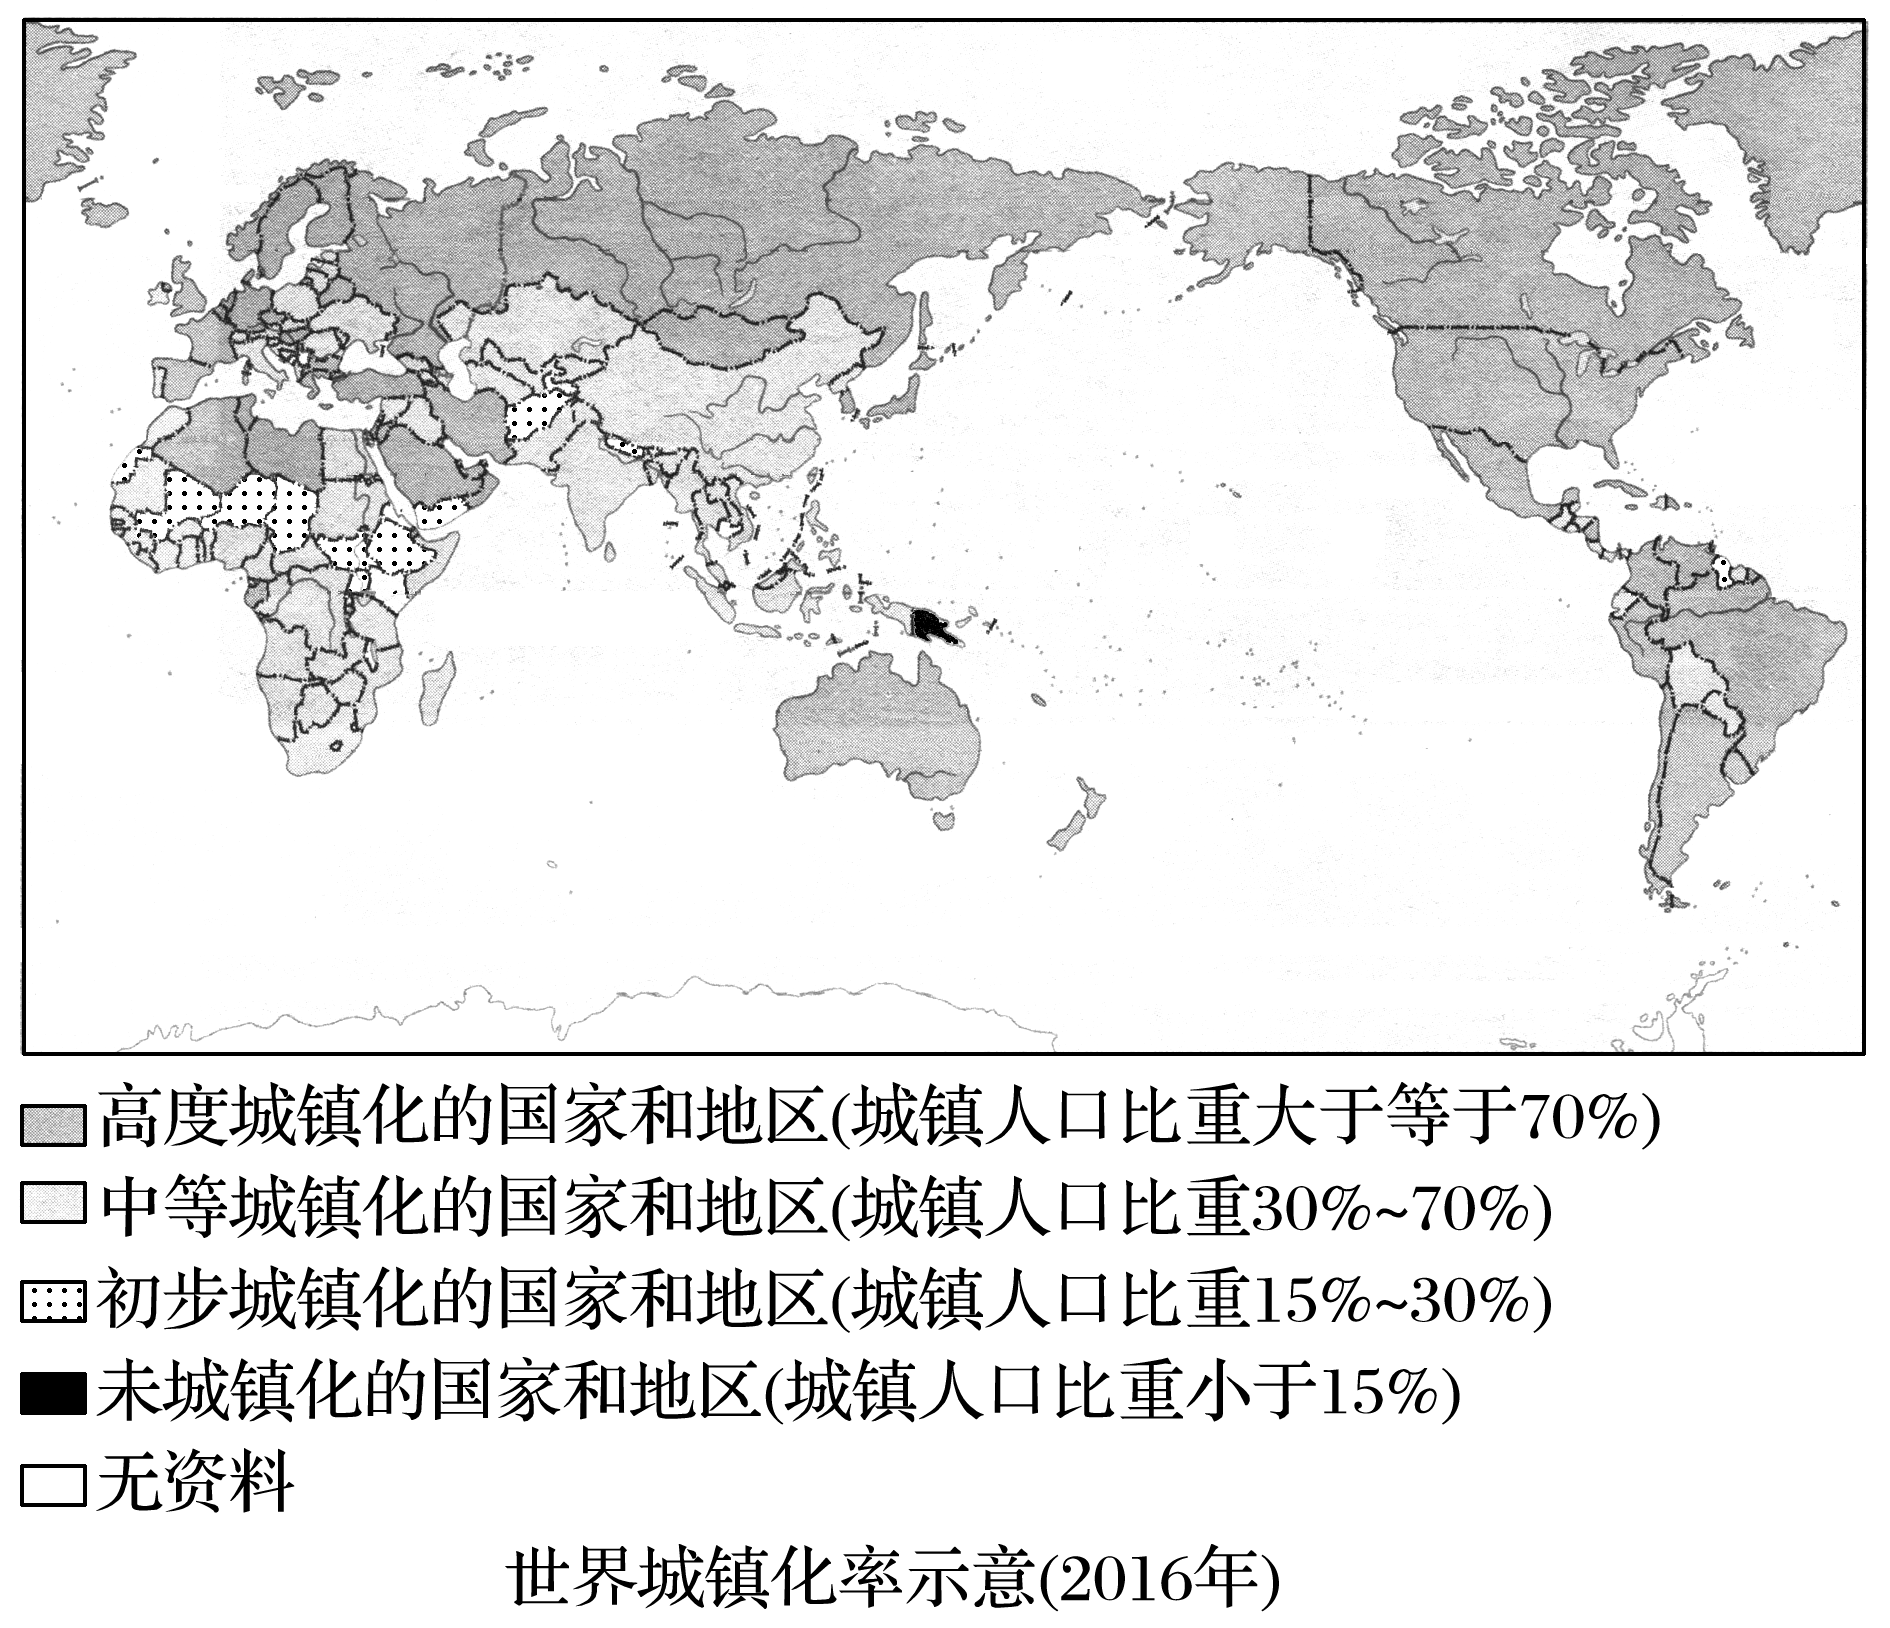 高度城镇化的国家和地区(城镇人口比重大于等于70%)
中等城镇化的国家和地区(城镇人口比重30%~70%)
初步城镇化的国家和地区(城镇人口比重15%~30%)
未城镇化的国家和地区(城镇人口比重小于15%)
无资料
世界城镇化率示意(2016年)